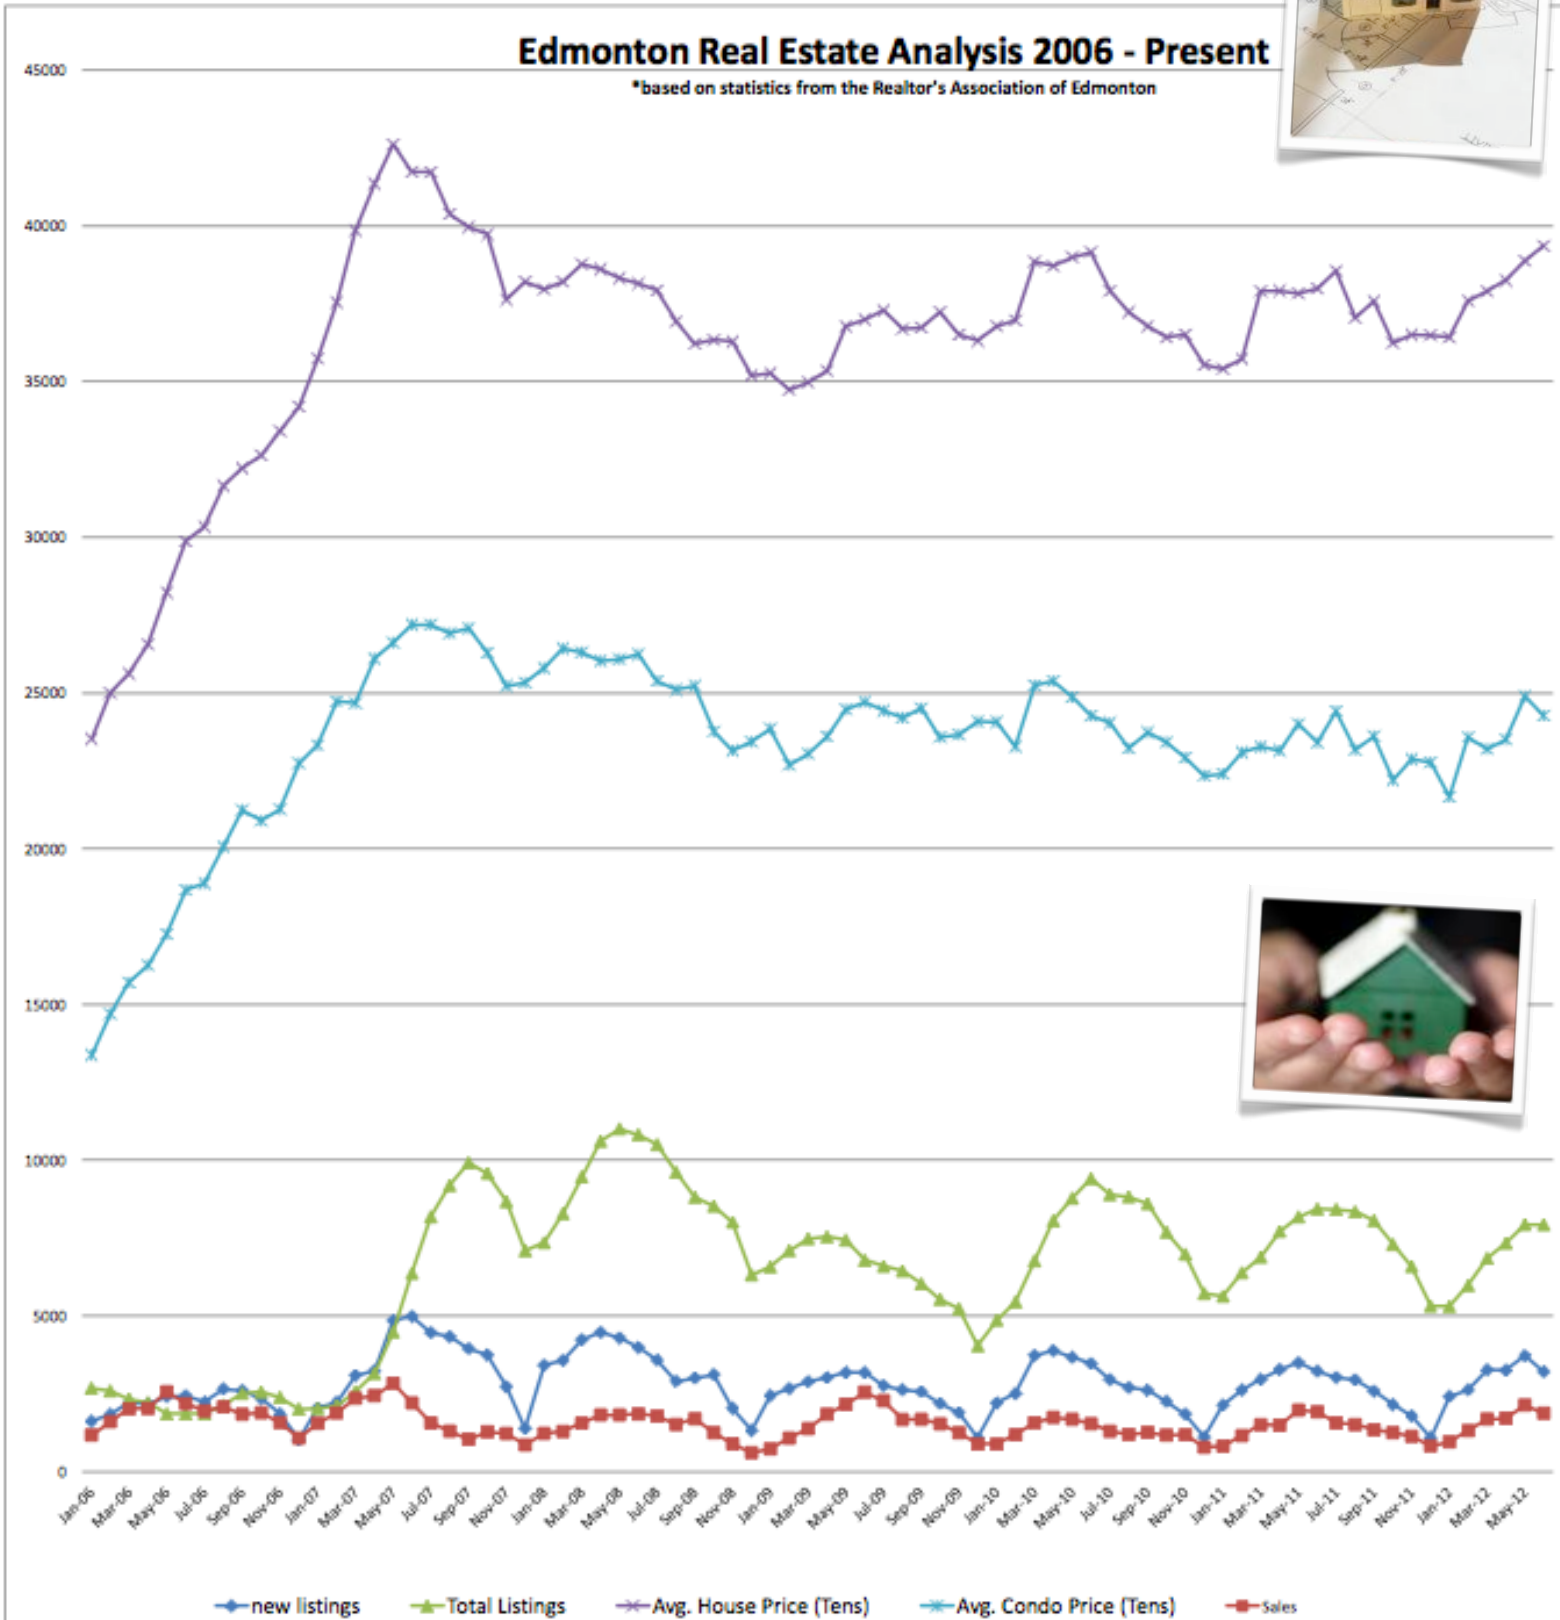 Edmonton Real Estate Analysis 2006 - Present
*based on statistics from the Realtor's Association of Edmonton
45000
40000
35000
30000
25000
20000
15000
10000
5000
0
Jan-06 Mar-06 May-06 Jul-06 Sep-06 Nov-06 Jan-07 Mar-07 May-07 Jul-07 Sep-07 Nov-07 Jan-08 Mar-08 May-08 Jul-08 Sep-08 Nov-08 Jan-09 Mar-09 May-09 Jul-09 Sep-09 Nov-09 Jan-10 Mar-10 May-10 Jul-10 Sep-10 Nov-10 Jan-11 Mar-11 May-11 Jul-11 Sep-11 Nov-11 Jan-12 Mar-12 May-12
new listings Total Listings Avg. House Price (Tens) Avg. Condo Price (Tens) Sales